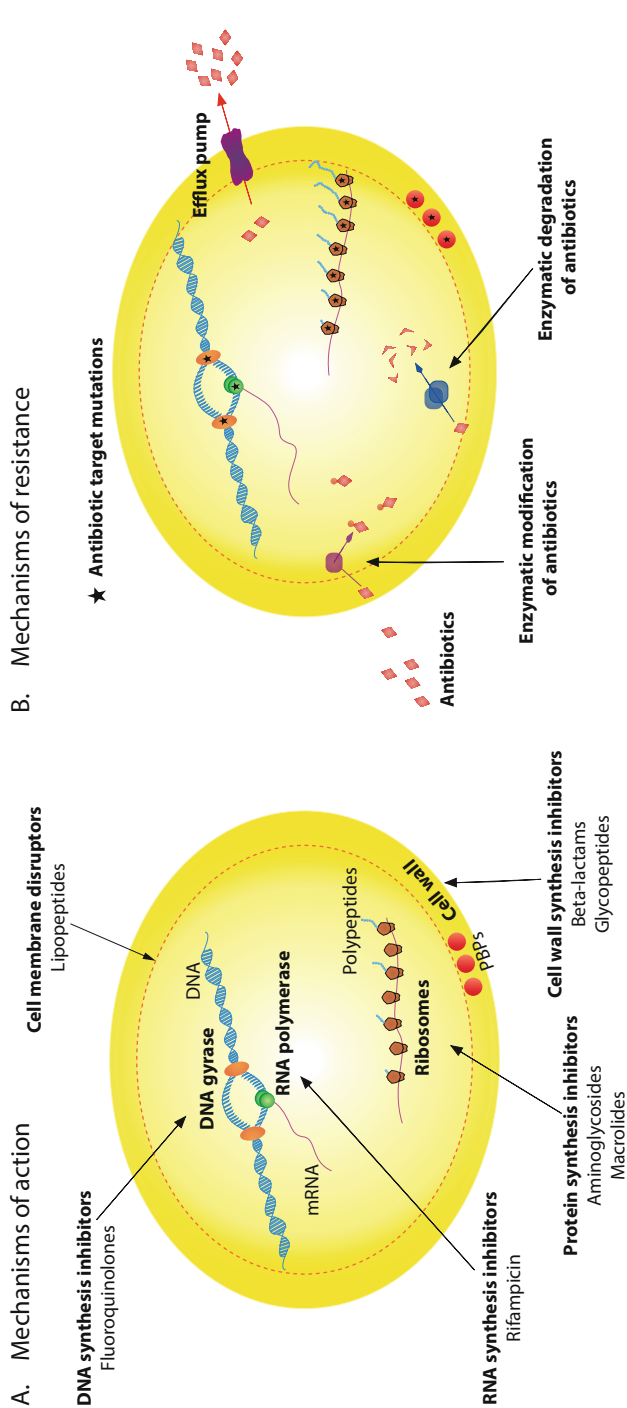 A. Mechanisms of action
DNA synthesis inhibitors
Fluoroquinolones
Cell membrane disruptors
Lipopeptides
DNA gyrase
DNA
RNA polymerase
mRNA
Polypeptides
Ribosomes
Cell wall
PBPs
RNA synthesis inhibitors
Rifampicin
Protein synthesis inhibitors
Aminoglycosides
Macrolides
Cell wall synthesis inhibitors
Beta-lactams
Glycopeptides
B. Mechanisms of resistance
Antibiotic target mutations
Efflux pump
Antibiotics
Enzymatic modification
of antibiotics
Enzymatic degradation
of antibiotics